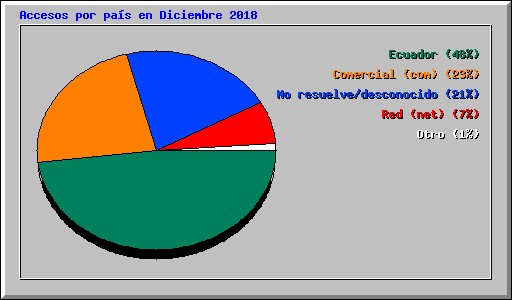 Accesos por país en Diciembre 2018
Ecuador (48%)
Comercial (com) (23%)
No resuelve/desconocido (21%)
Red (net) (7%)
Otro (1%)